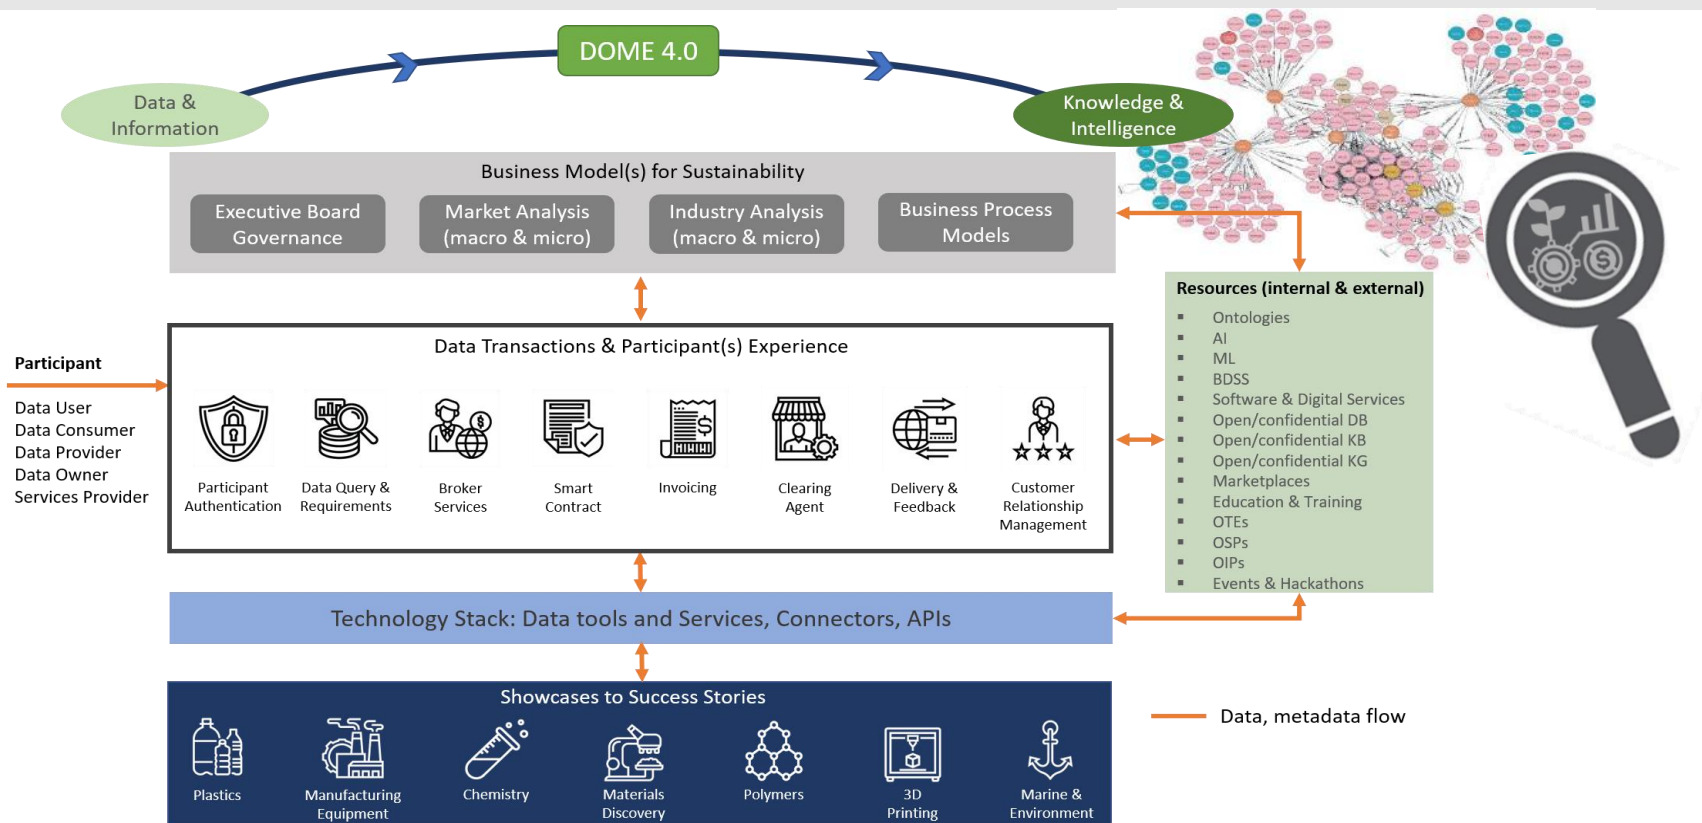 DOME 4.0
Data &
Information
Knowledge &
Intelligence
Business Model(s) for Sustainability
Executive Board
Governance
Market Analysis
(macro & micro)
Industry Analysis
(macro & micro)
Business Process
Models
Resources (internal & external)
Ontologies
AI
ML
BDSS
Software & Digital Services
Open/confidential DB
Open/confidential KB
Open/confidential KG
Marketplaces
Education & Training
OTEs
OSPs
OIPs
Events & Hackathons
Participant
Data User
Data Consumer
Data Provider
Data Owner
Services Provider
Data Transactions & Participant(s) Experience
Participant
Authentication
Data Query &
Requirements
Broker
Services
Smart
Contract
Invoicing
Clearing
Agent
Delivery &
Feedback
Customer
Relationship
Management
Technology Stack: Data tools and Services, Connectors, APIs
Showcases to Success Stories
Plastics
Manufacturing
Equipment
Chemistry
Materials
Discovery
Polymers
3D
Printing
Marine &
Environment
Data, metadata flow